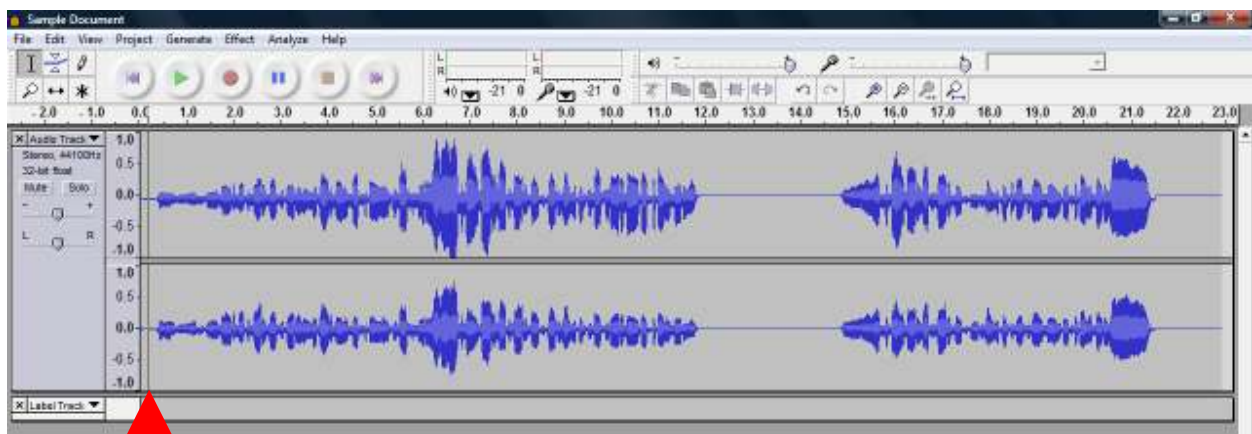 Sample Document
File Edit View Project Generate Effect Analyze Help
L
R
L
R
-21 0
-21 0
-2.0 -1.0 0.0 1.0 2.0 3.0 4.0 5.0 6.0 7.0 8.0 9.0 10.0 11.0 12.0 13.0 14.0 15.0 16.0 17.0 18.0 19.0 20.0 21.0 22.0 23.0
X Audio Track
Stereo, 44100Hz
32-bit float
Mute Solo
- +
L R
1.0
0.5
0.0
-0.5
-1.0
1.0
0.5
0.0
-0.5
-1.0
X Label Track